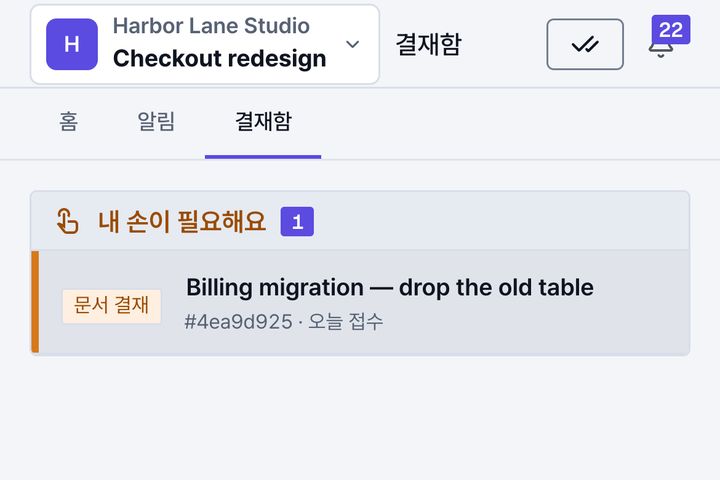 H
Harbor Lane Studio
Checkout redesign
결재함
22
홈
알림
결재함
내 손이 필요해요 1
문서 결재
Billing migration — drop the old table
#4ea9d925 · 오늘 접수